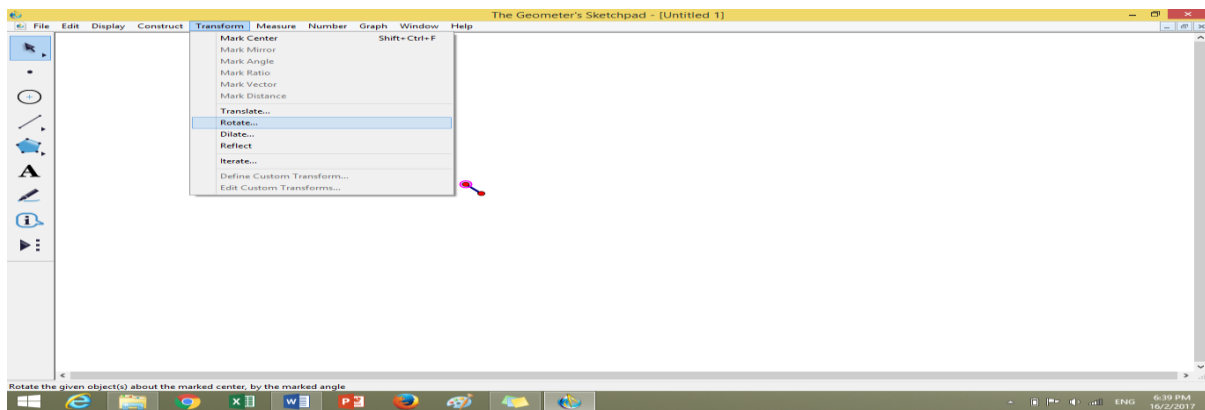 The Geometer's Sketchpad - [Untitled 1]
File Edit Display Construct Transform Measure Number Graph Window Help
Mark Center Shift+Ctrl+F
Mark Mirror
Mark Angle
Mark Ratio
Mark Vector
Mark Distance
Translate...
Rotate...
Dilate...
Reflect
Iterate...
Define Custom Transform...
Edit Custom Transforms...
A
Rotate the given object(s) about the marked center, by the marked angle
ENG 6:39 PM
16/2/2017